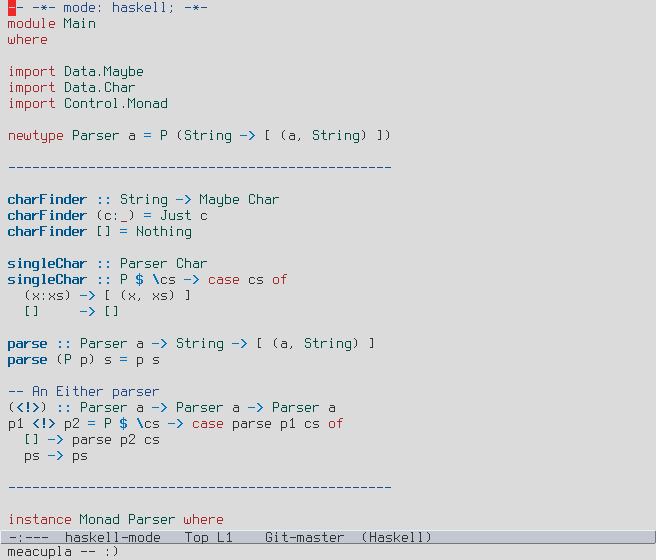 -- -*- mode: haskell; -*-
module Main
where
import Data.Maybe
import Data.Char
import Control.Monad
newtype Parser a = P (String -> [ (a, String) ])
------------------------------------------------
charFinder :: String -> Maybe Char
charFinder (c:_) = Just c
charFinder [] = Nothing
singleChar :: Parser Char
singleChar :: P $ \cs -> case cs of
  (x:xs) -> [ (x, xs) ]
  []     -> []
parse :: Parser a -> String -> [ (a, String) ]
parse (P p) s = p s
-- An Either parser
(<!>) :: Parser a -> Parser a -> Parser a
p1 <!> p2 = P $ \cs -> case parse p1 cs of
  [] -> parse p2 cs
  ps -> ps
------------------------------------------------
instance Monad Parser where
-:---  haskell-mode   Top L1    Git-master  (Haskell)
meacupla -- :)